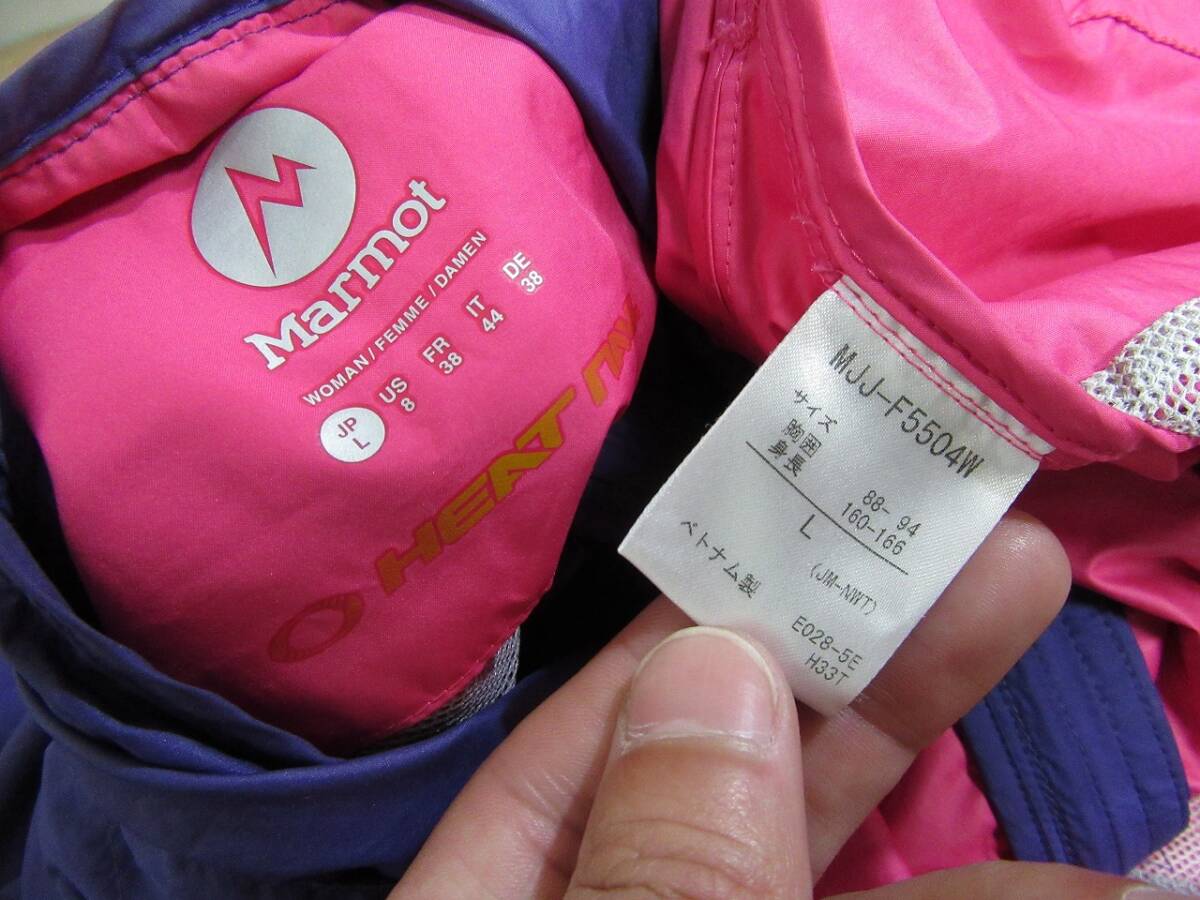 Marmot
WOMAN / FEMME / DAMEN
JP US FR IT DE
L 8 38 44 38
HEAT NAVI
MJJ-F5504W
サイズ
胸囲 88- 94
身長 160-166
L
(JM-NWT)
ベトナム製
E028-5E
H33T